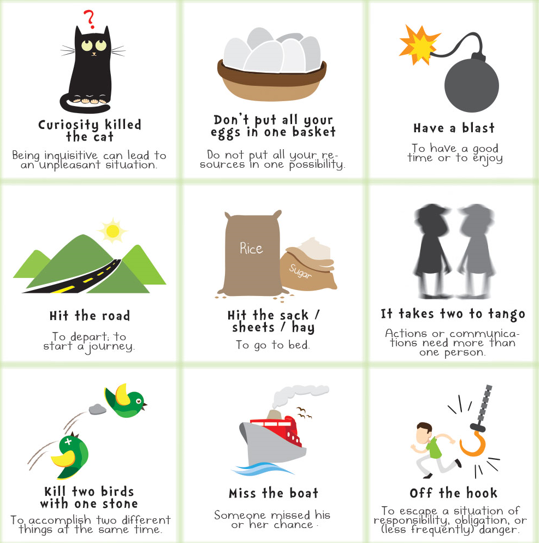 ?
Curiosity killed
the cat
Being inquisitive can lead to
an unpleasant situation.
Don't put all your
eggs in one basket
Do not put all your re-
sources in one possibility.
Have a blast
To have a good
time or to enjoy
Hit the road
To depart, to
start a journey.
Rice
Sugar
Hit the sack /
sheets / hay
To go to bed.
It takes two to tango
Actions or communica-
tions need more than
one person.
Kill two birds
with one stone
To accomplish two different
things at the same time.
Miss the boat
Someone missed his
or her chance
Off the hook
To escape a situation of
responsibility, obligation, or
(less frequently) danger.